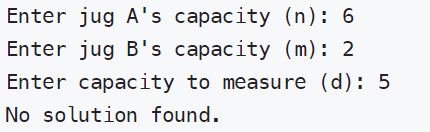 Enter jug A's capacity (n): 6
Enter jug B's capacity (m): 2
Enter capacity to measure (d): 5
No solution found.